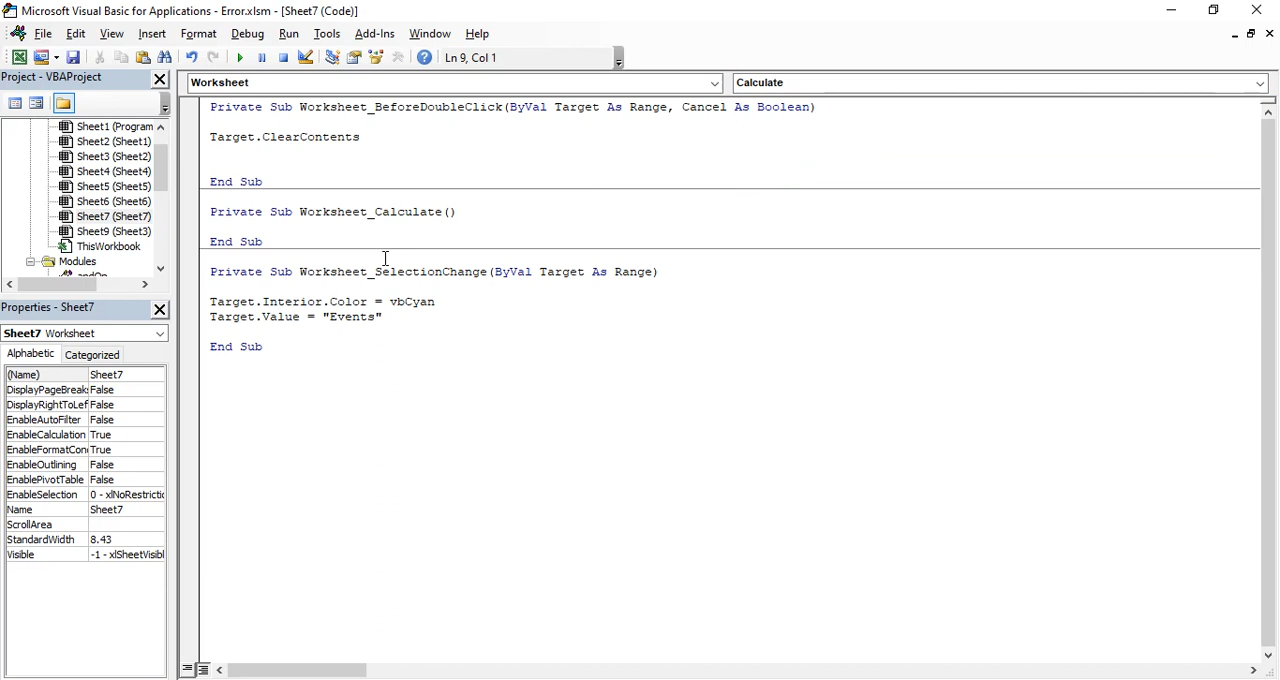 Microsoft Visual Basic for Applications - Error.xlsm - [Sheet7 (Code)]
File Edit View Insert Format Debug Run Tools Add-Ins Window Help
Ln 9, Col 1
Project - VBAProject
Worksheet
Calculate
Sheet1 (Program
Sheet2 (Sheet1)
Sheet3 (Sheet2)
Sheet4 (Sheet4)
Sheet5 (Sheet5)
Sheet6 (Sheet6)
Sheet7 (Sheet7)
Sheet9 (Sheet3)
ThisWorkbook
Modules
Properties - Sheet7
Sheet7 Worksheet
Alphabetic Categorized
(Name) Sheet7
DisplayPageBreak False
DisplayRightToLef False
EnableAutoFilter False
EnableCalculation True
EnableFormatCon True
EnableOutlining False
EnablePivotTable False
EnableSelection 0 - xlNoRestrictio
Name Sheet7
ScrollArea
StandardWidth 8.43
Visible -1 - xlSheetVisibl
Private Sub Worksheet_BeforeDoubleClick(ByVal Target As Range, Cancel As Boolean)
Target.ClearContents
End Sub
Private Sub Worksheet_Calculate()
End Sub
Private Sub Worksheet_SelectionChange(ByVal Target As Range)
Target.Interior.Color = vbCyan
Target.Value = "Events"
End Sub